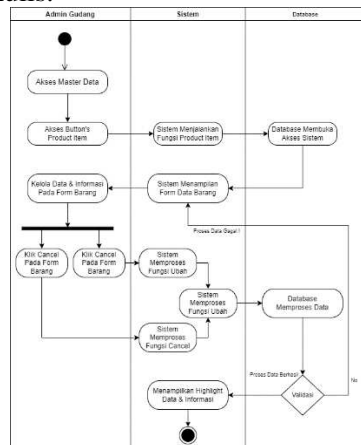 Admin Gudang
Sistem
Database
Akses Master Data
Akses Button's
Product Item
Sistem Menjalankan
Fungsi Product Item
Database Membuka
Akses Sistem
Kelola Data & Informasi
Pada Form Barang
Sistem Menampilan
Form Data Barang
Proses Data Gagal !
Klik Cancel
Pada Form
Barang
Klik Cancel
Pada Form
Barang
Sistem
Memproses
Fungsi Ubah
Sistem
Memproses
Fungsi Ubah
Database
Memproses Data
Sistem
Memproses
Fungsi Cancel
Proses Data Berhasil
No
Menampilkan Highlight
Data & Informasi
Validasi